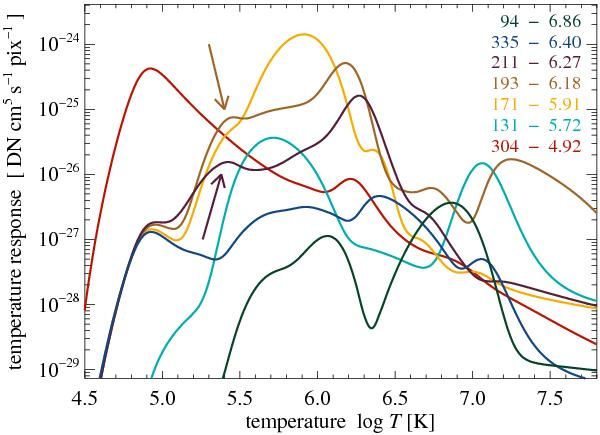 temperature response [ DN cm⁵ s⁻¹ pix⁻¹ ]
10⁻²⁴
10⁻²⁵
10⁻²⁶
10⁻²⁷
10⁻²⁸
10⁻²⁹
94 – 6.86
335 – 6.40
211 – 6.27
193 – 6.18
171 – 5.91
131 – 5.72
304 – 4.92
4.5 5.0 5.5 6.0 6.5 7.0 7.5
temperature log T [K]